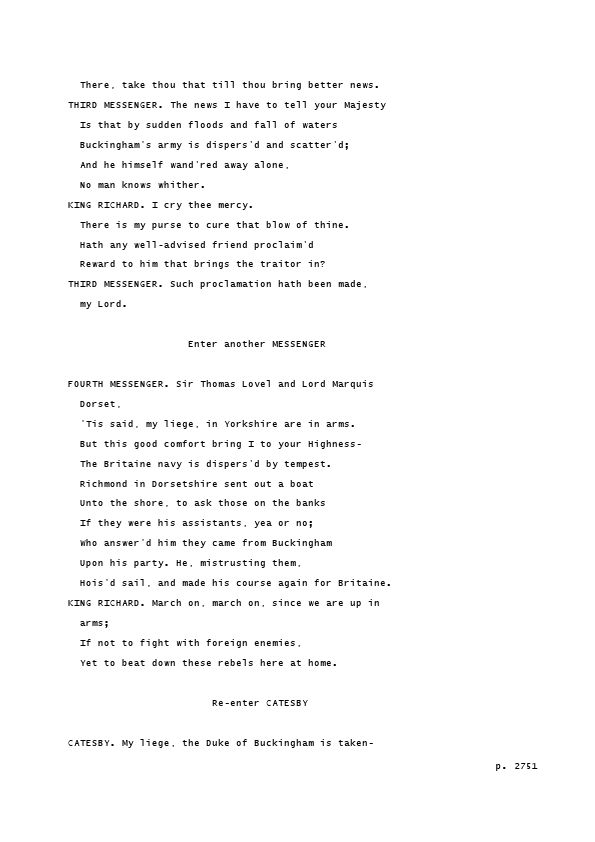 There, take thou that till thou bring better news.
THIRD MESSENGER. The news I have to tell your Majesty
Is that by sudden floods and fall of waters
Buckingham's army is dispers'd and scatter'd;
And he himself wand'red away alone,
No man knows whither.
KING RICHARD. I cry thee mercy.
There is my purse to cure that blow of thine.
Hath any well-advised friend proclaim'd
Reward to him that brings the traitor in?
THIRD MESSENGER. Such proclamation hath been made,
my Lord.
Enter another MESSENGER
FOURTH MESSENGER. Sir Thomas Lovel and Lord Marquis
Dorset,
'Tis said, my liege, in Yorkshire are in arms.
But this good comfort bring I to your Highness-
The Britaine navy is dispers'd by tempest.
Richmond in Dorsetshire sent out a boat
Unto the shore, to ask those on the banks
If they were his assistants, yea or no;
Who answer'd him they came from Buckingham
Upon his party. He, mistrusting them,
Hois'd sail, and made his course again for Britaine.
KING RICHARD. March on, march on, since we are up in
arms;
If not to fight with foreign enemies,
Yet to beat down these rebels here at home.
Re-enter CATESBY
CATESBY. My liege, the Duke of Buckingham is taken-
p. 2751